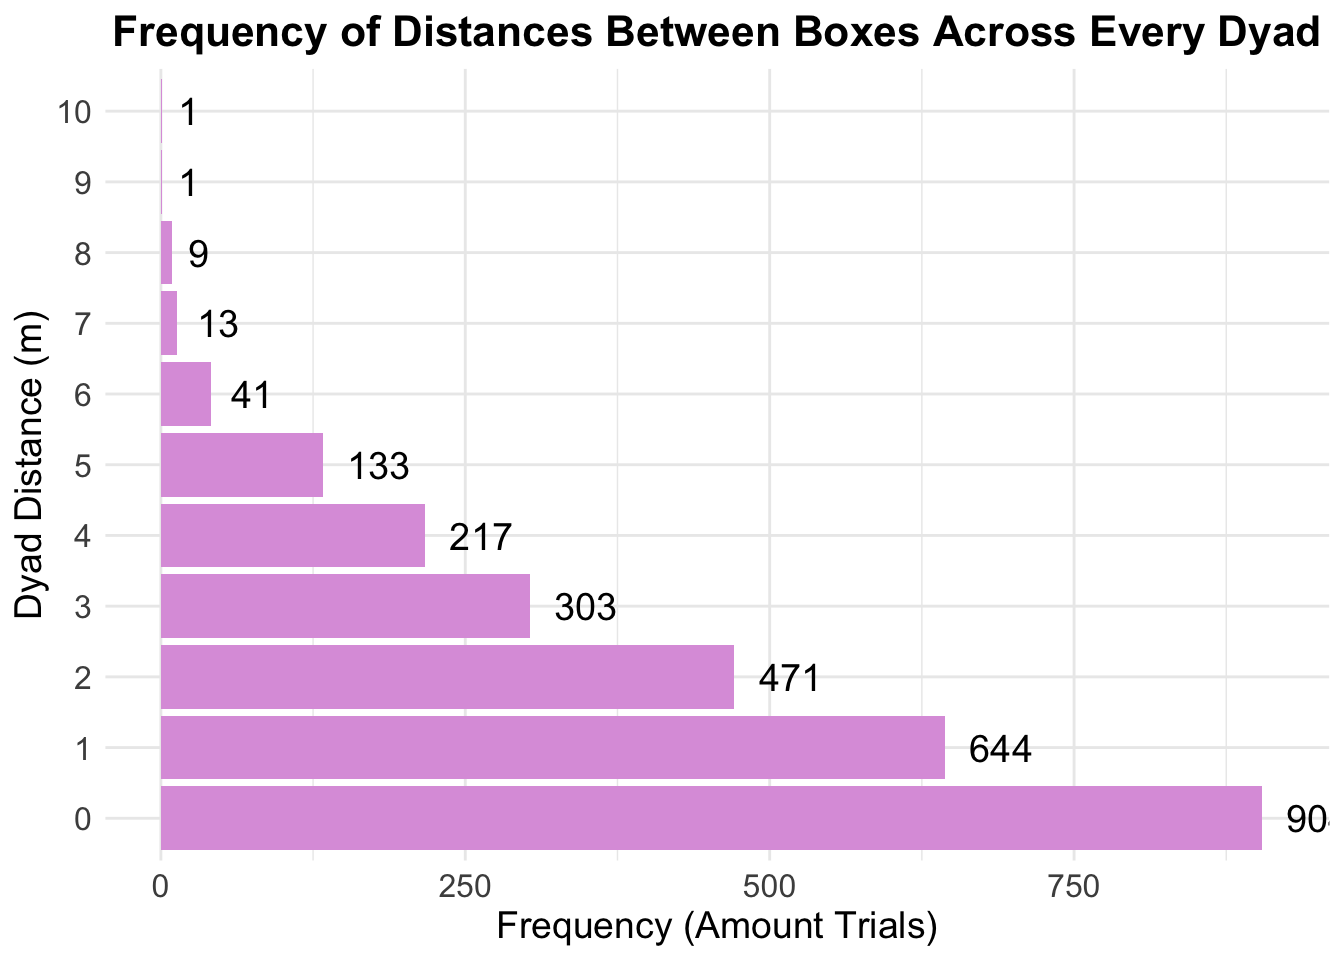 Frequency of Distances Between Boxes Across Every Dyad
10 1
9 1
8 9
7 13
6 41
5 133
4 217
3 303
2 471
1 644
0
0 250 500 750
Frequency (Amount Trials)
Dyad Distance (m)